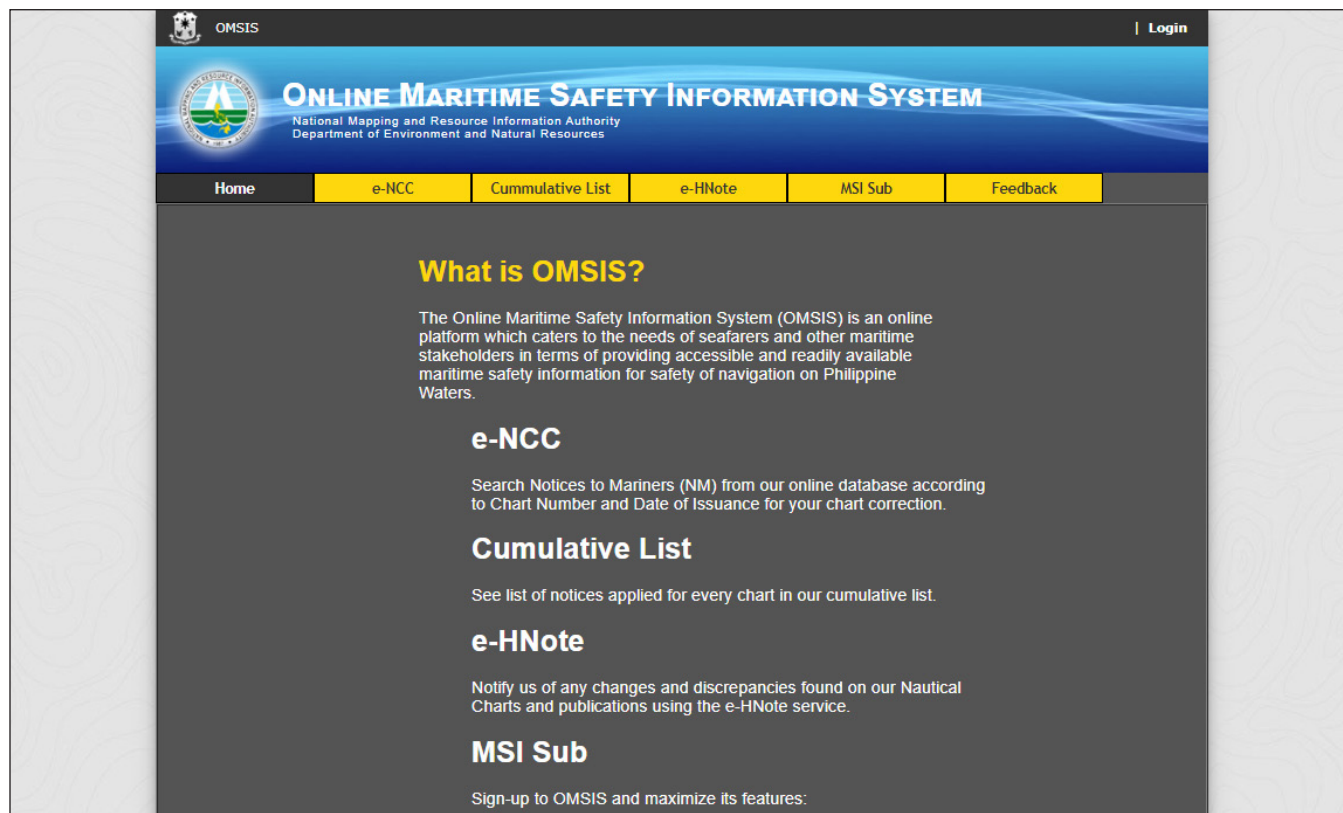 OMSIS
| Login
ONLINE MARITIME SAFETY INFORMATION SYSTEM
National Mapping and Resource Information Authority
Department of Environment and Natural Resources
Home
e-NCC
Cummulative List
e-HNote
MSI Sub
Feedback
What is OMSIS?
The Online Maritime Safety Information System (OMSIS) is an online
platform which caters to the needs of seafarers and other maritime
stakeholders in terms of providing accessible and readily available
maritime safety information for safety of navigation on Philippine
Waters.
e-NCC
Search Notices to Mariners (NM) from our online database according
to Chart Number and Date of Issuance for your chart correction.
Cumulative List
See list of notices applied for every chart in our cumulative list.
e-HNote
Notify us of any changes and discrepancies found on our Nautical
Charts and publications using the e-HNote service.
MSI Sub
Sign-up to OMSIS and maximize its features: